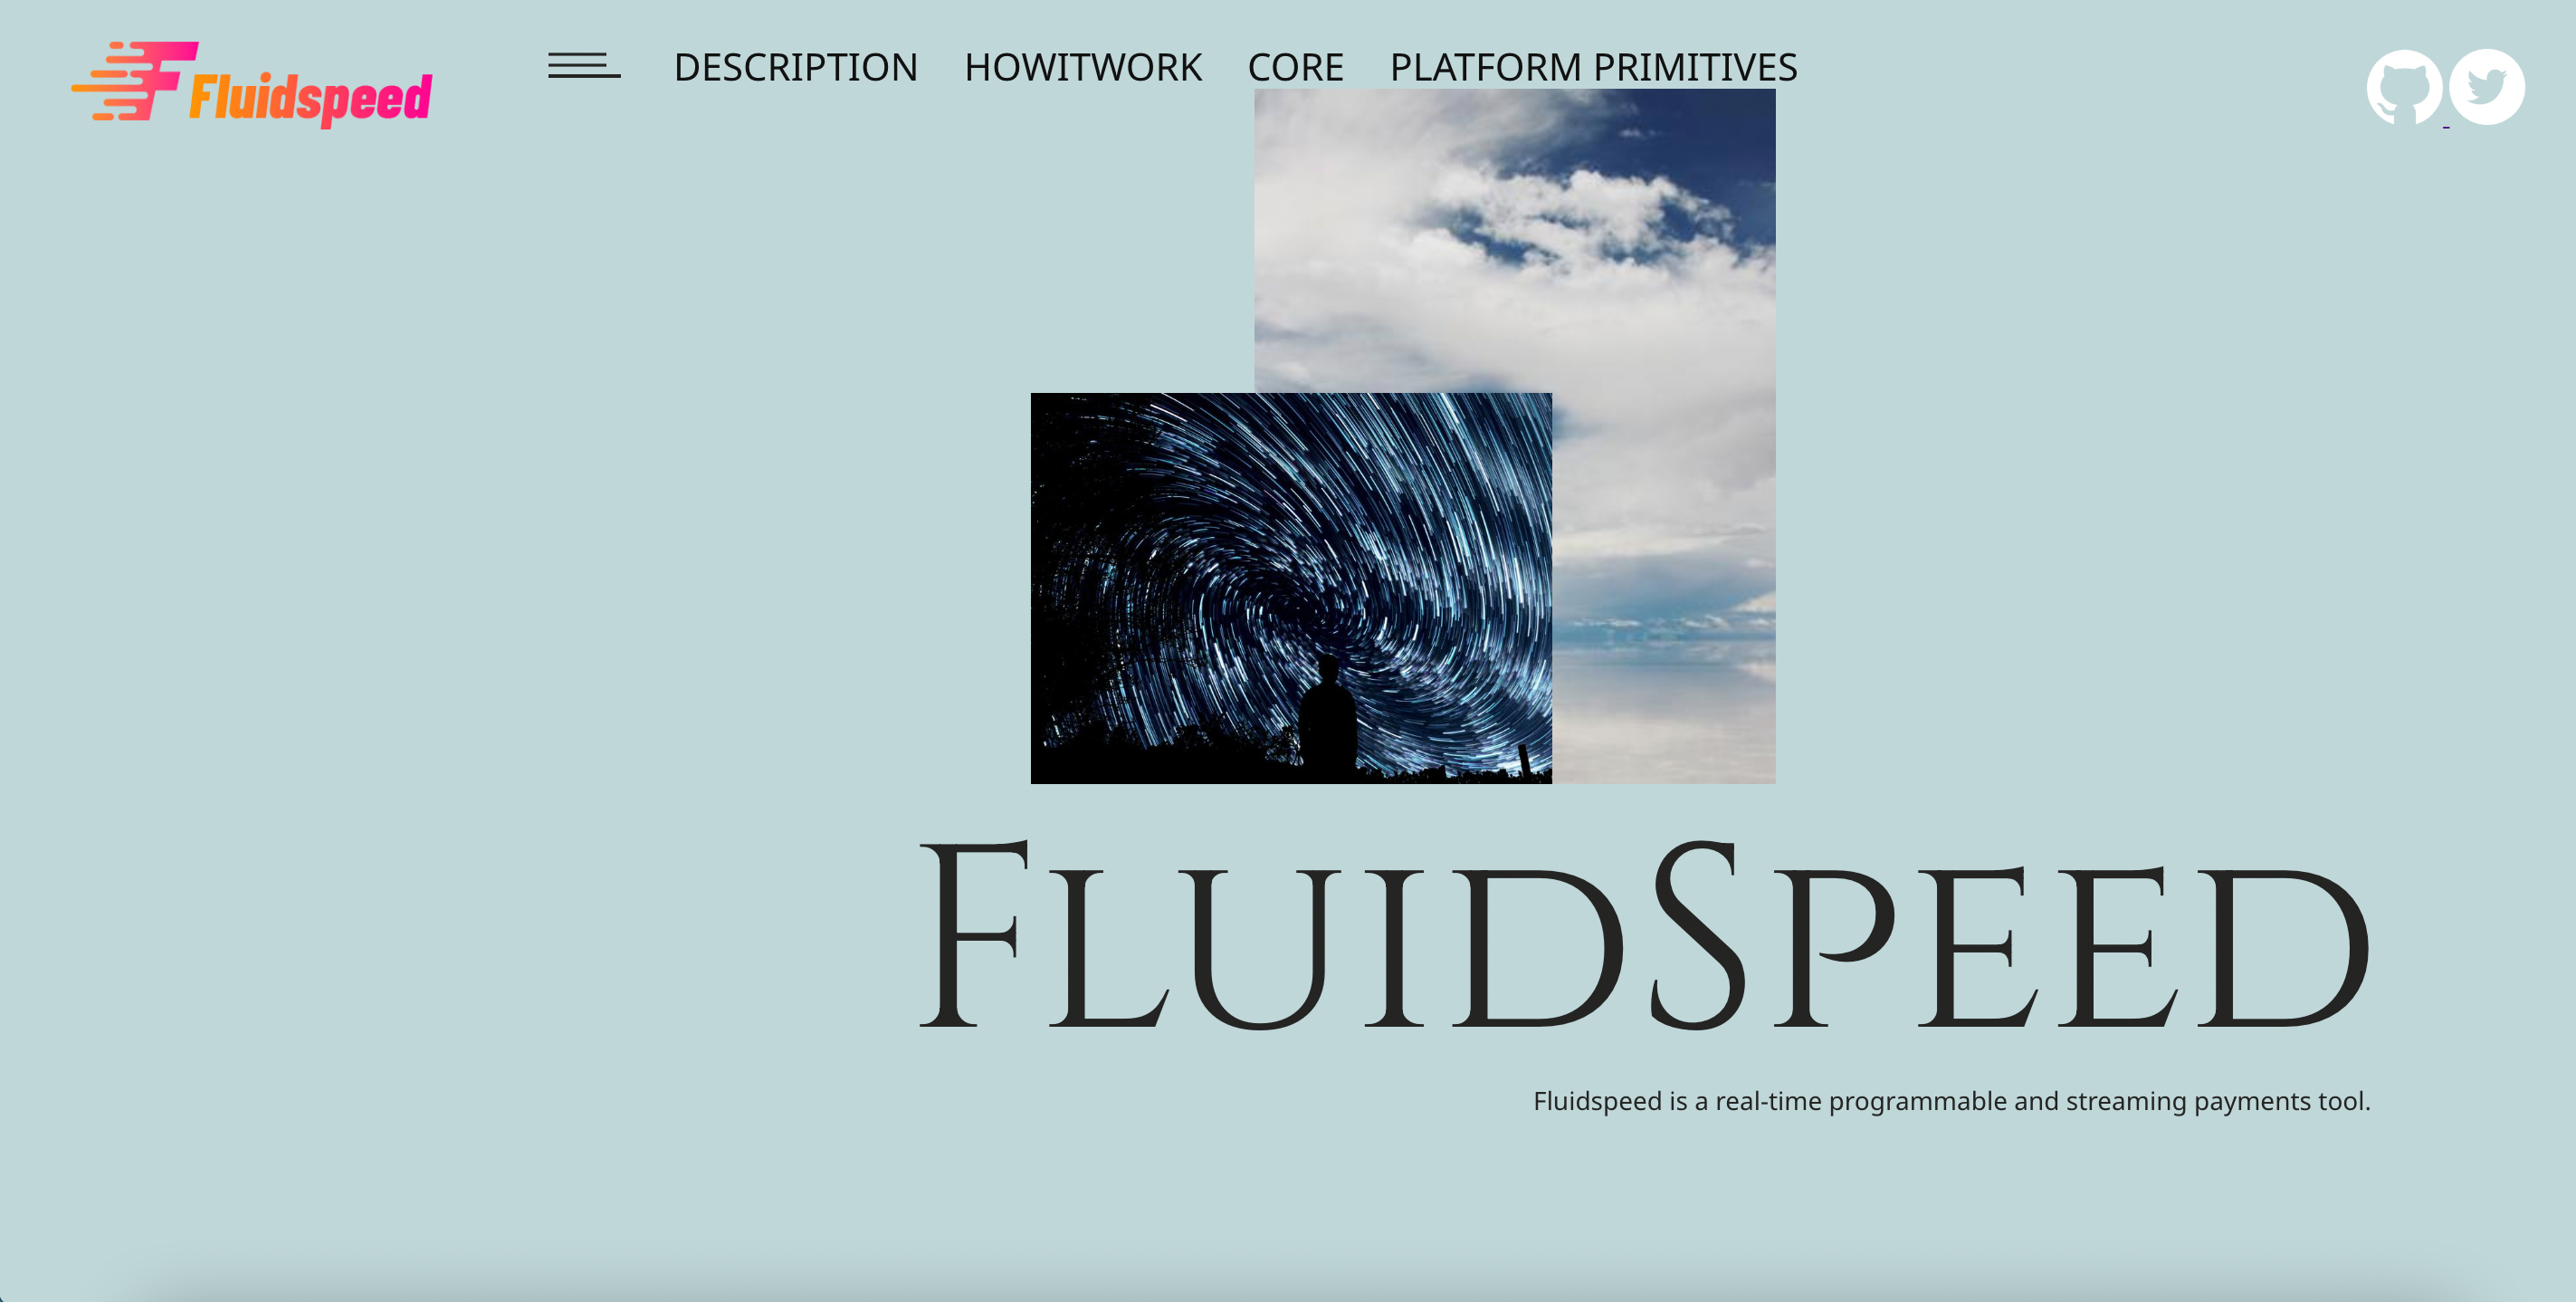 Fluidspeed
DESCRIPTION HOWITWORK CORE PLATFORM PRIMITIVES
FLUIDSPEED
Fluidspeed is a real-time programmable and streaming payments tool.